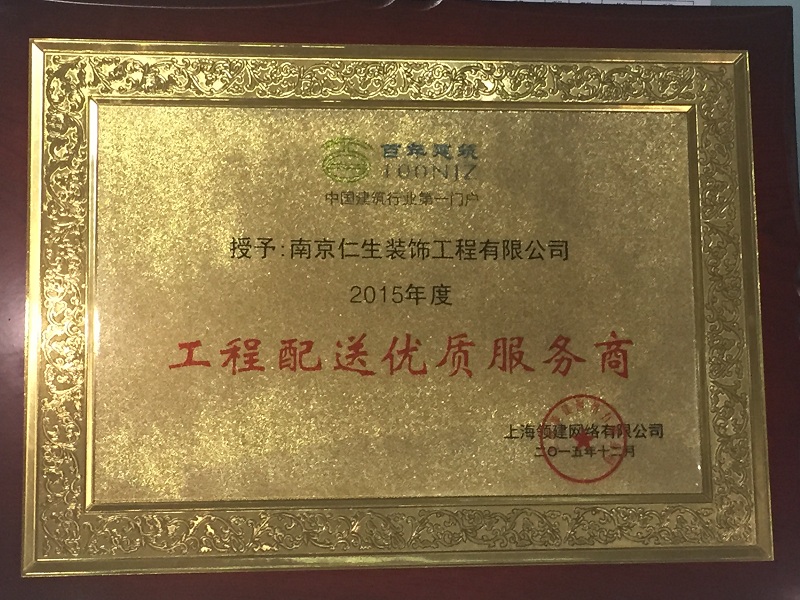 百年建筑
100NJZ
中国建筑行业第一门户
授予:南京仁生装饰工程有限公司
2015年度
工程配送优质服务商
上海领建网络有限公司
二〇一五年十二月